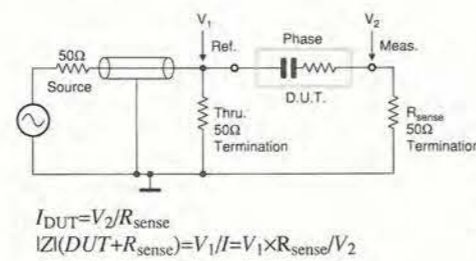 V1
V2
Ref.
Phase
Meas.
50Ω
Source
D.U.T.
Thru.
50Ω
Termination
Rsense
50Ω
Termination
IDUT=V2/Rsense
|Z|(DUT+Rsense)=V1/I=V1×Rsense/V2